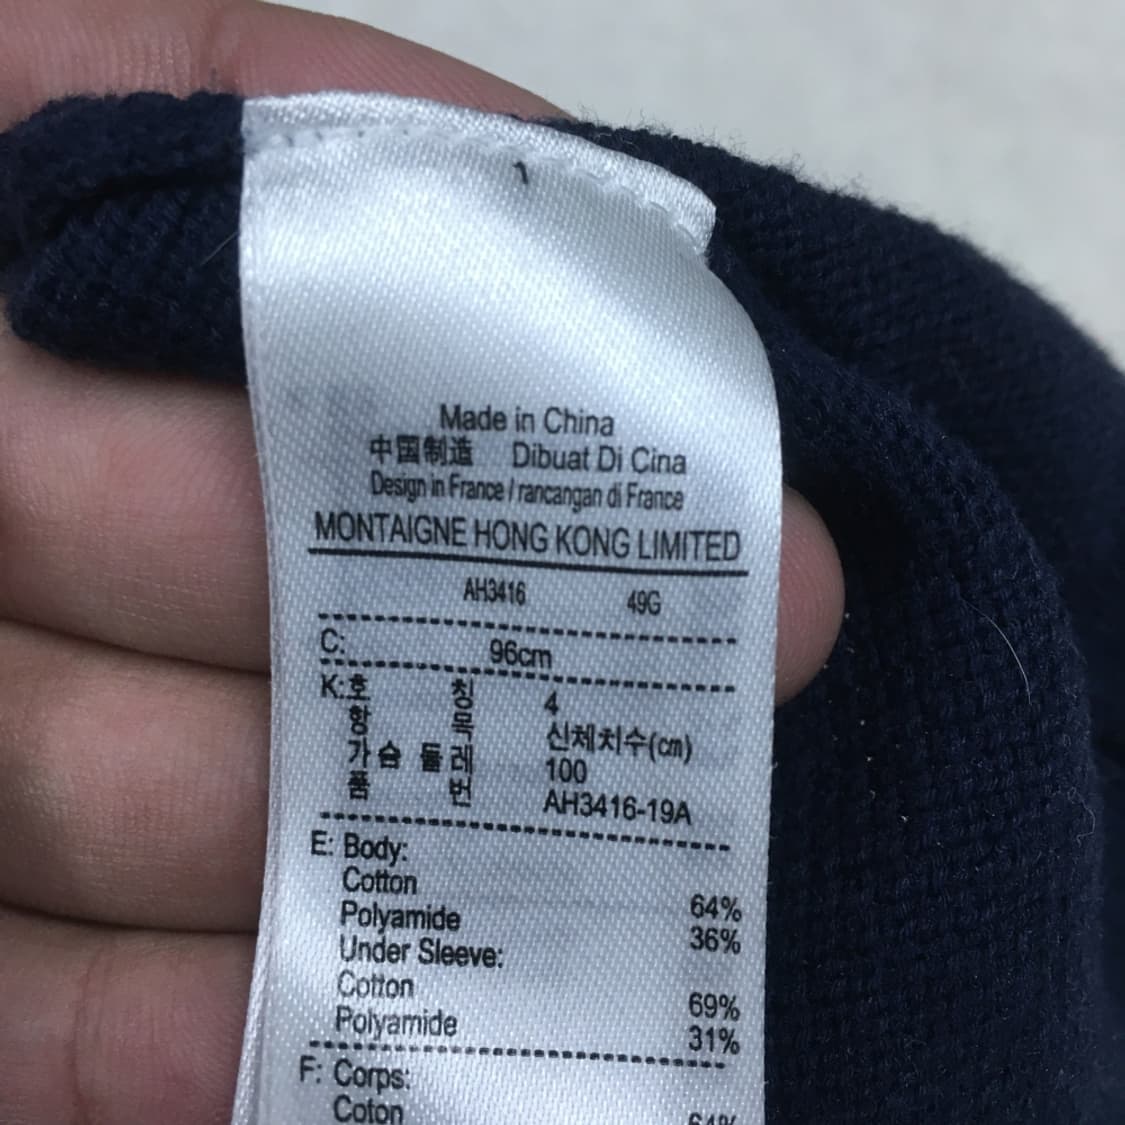 Made in China
中国制造 Dibuat Di Cina
Design in France / rancangan di France
MONTAIGNE HONG KONG LIMITED
AH3416 49G
C: 96cm
K: 호 칭 4
항 목 신체치수(cm)
가슴 둘레 100
품 번 AH3416-19A
E: Body:
Cotton 64%
Polyamide 36%
Under Sleeve:
Cotton 69%
Polyamide 31%
F: Corps:
Coton 64%